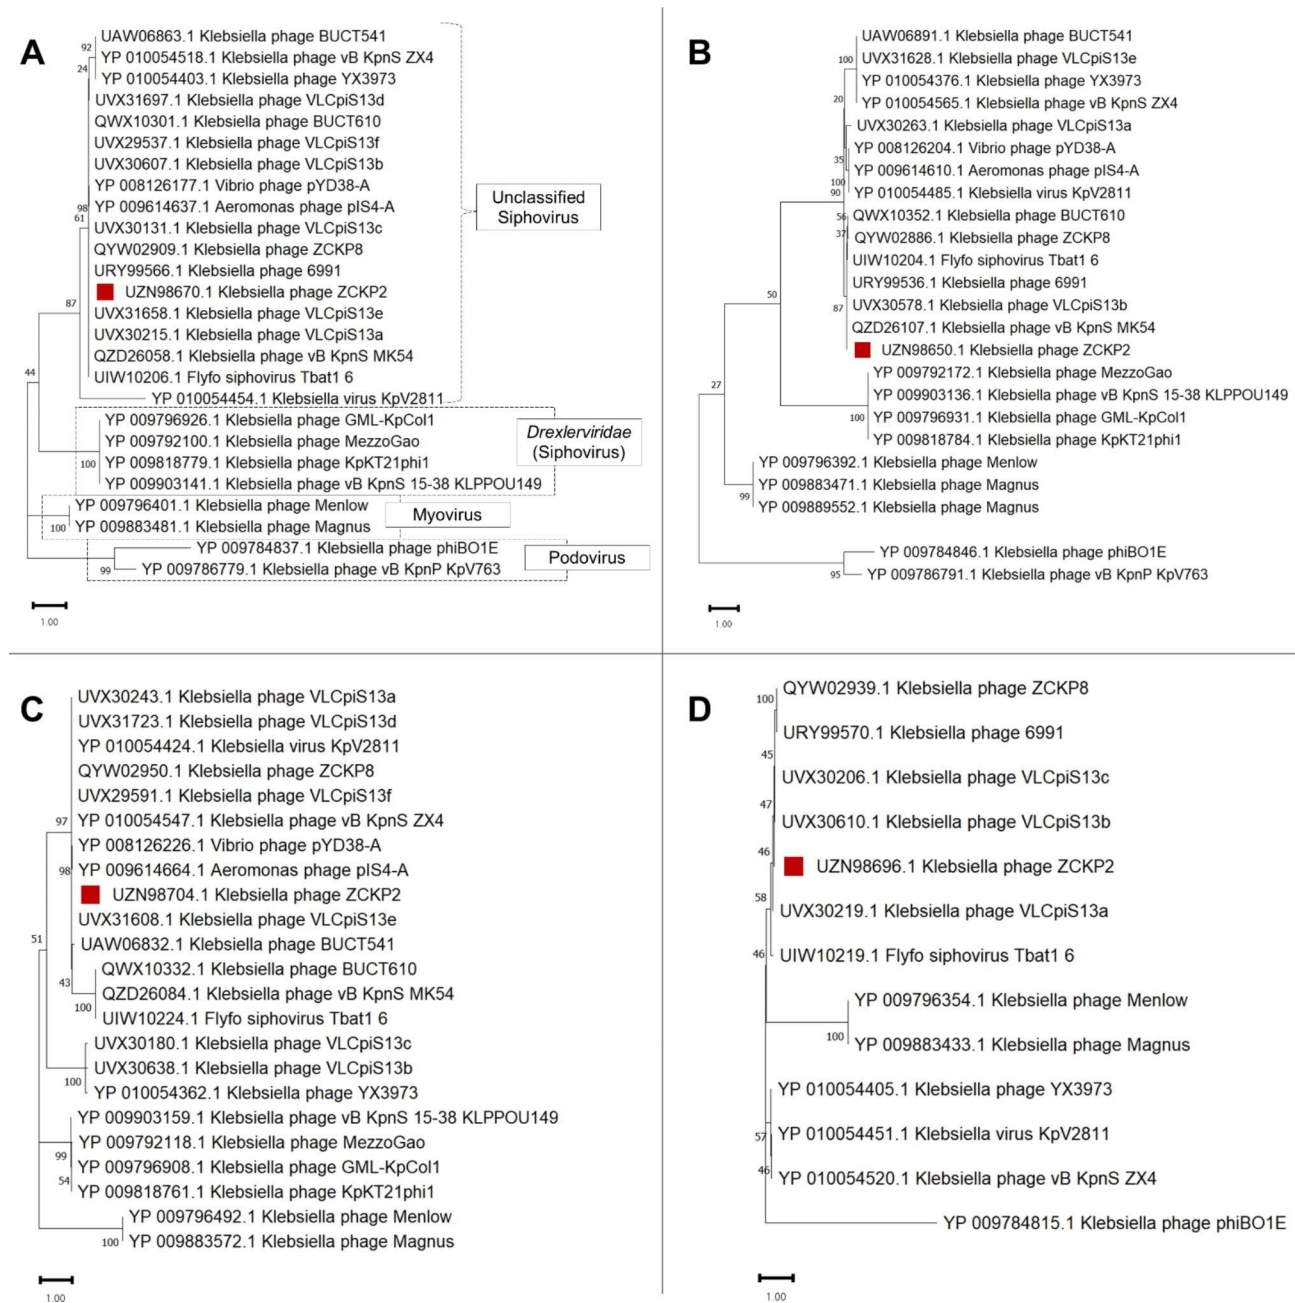 A
UAW06863.1 Klebsiella phage BUCT541
92
YP 010054518.1 Klebsiella phage vB KpnS ZX4
24
YP 010054403.1 Klebsiella phage YX3973
UVX31697.1 Klebsiella phage VLCpiS13d
QWX10301.1 Klebsiella phage BUCT610
UVX29537.1 Klebsiella phage VLCpiS13f
UVX30607.1 Klebsiella phage VLCpiS13b
YP 008126177.1 Vibrio phage pYD38-A
98
YP 009614637.1 Aeromonas phage pIS4-A
61
UVX30131.1 Klebsiella phage VLCpiS13c
QYW02909.1 Klebsiella phage ZCKP8
URY99566.1 Klebsiella phage 6991
UZN98670.1 Klebsiella phage ZCKP2
87
UVX31658.1 Klebsiella phage VLCpiS13e
UVX30215.1 Klebsiella phage VLCpiS13a
QZD26058.1 Klebsiella phage vB KpnS MK54
UIW10206.1 Flyfo siphovirus Tbat1 6
44
YP 010054454.1 Klebsiella virus KpV2811
Unclassified
Siphovirus
YP 009796926.1 Klebsiella phage GML-KpCol1
YP 009792100.1 Klebsiella phage MezzoGao
100
YP 009818779.1 Klebsiella phage KpKT21phi1
YP 009903141.1 Klebsiella phage vB KpnS 15-38 KLPPOU149
Drexlerviridae
(Siphovirus)
YP 009796401.1 Klebsiella phage Menlow
100
YP 009883481.1 Klebsiella phage Magnus
Myovirus
YP 009784837.1 Klebsiella phage phiBO1E
99
YP 009786779.1 Klebsiella phage vB KpnP KpV763
Podovirus
1.00
B
UAW06891.1 Klebsiella phage BUCT541
100
UVX31628.1 Klebsiella phage VLCpiS13e
YP 010054376.1 Klebsiella phage YX3973
20
YP 010054565.1 Klebsiella phage vB KpnS ZX4
UVX30263.1 Klebsiella phage VLCpiS13a
YP 008126204.1 Vibrio phage pYD38-A
35
YP 009614610.1 Aeromonas phage pIS4-A
100
90
YP 010054485.1 Klebsiella virus KpV2811
56
QWX10352.1 Klebsiella phage BUCT610
37
QYW02886.1 Klebsiella phage ZCKP8
UIW10204.1 Flyfo siphovirus Tbat1 6
URY99536.1 Klebsiella phage 6991
50
87
UVX30578.1 Klebsiella phage VLCpiS13b
QZD26107.1 Klebsiella phage vB KpnS MK54
UZN98650.1 Klebsiella phage ZCKP2
YP 009792172.1 Klebsiella phage MezzoGao
27
YP 009903136.1 Klebsiella phage vB KpnS 15-38 KLPPOU149
100
YP 009796931.1 Klebsiella phage GML-KpCol1
YP 009818784.1 Klebsiella phage KpKT21phi1
YP 009796392.1 Klebsiella phage Menlow
YP 009883471.1 Klebsiella phage Magnus
99
YP 009889552.1 Klebsiella phage Magnus
YP 009784846.1 Klebsiella phage phiBO1E
95
YP 009786791.1 Klebsiella phage vB KpnP KpV763
1.00
C
UVX30243.1 Klebsiella phage VLCpiS13a
UVX31723.1 Klebsiella phage VLCpiS13d
YP 010054424.1 Klebsiella virus KpV2811
QYW02950.1 Klebsiella phage ZCKP8
UVX29591.1 Klebsiella phage VLCpiS13f
97
YP 010054547.1 Klebsiella phage vB KpnS ZX4
YP 008126226.1 Vibrio phage pYD38-A
98
YP 009614664.1 Aeromonas phage pIS4-A
UZN98704.1 Klebsiella phage ZCKP2
UVX31608.1 Klebsiella phage VLCpiS13e
51
UAW06832.1 Klebsiella phage BUCT541
QWX10332.1 Klebsiella phage BUCT610
43
QZD26084.1 Klebsiella phage vB KpnS MK54
100
UIW10224.1 Flyfo siphovirus Tbat1 6
UVX30180.1 Klebsiella phage VLCpiS13c
UVX30638.1 Klebsiella phage VLCpiS13b
100
YP 010054362.1 Klebsiella phage YX3973
YP 009903159.1 Klebsiella phage vB KpnS 15-38 KLPPOU149
YP 009792118.1 Klebsiella phage MezzoGao
99
YP 009796908.1 Klebsiella phage GML-KpCol1
54
YP 009818761.1 Klebsiella phage KpKT21phi1
YP 009796492.1 Klebsiella phage Menlow
100
YP 009883572.1 Klebsiella phage Magnus
1.00
D
QYW02939.1 Klebsiella phage ZCKP8
100
URY99570.1 Klebsiella phage 6991
45
UVX30206.1 Klebsiella phage VLCpiS13c
47
UVX30610.1 Klebsiella phage VLCpiS13b
46
UZN98696.1 Klebsiella phage ZCKP2
58
UVX30219.1 Klebsiella phage VLCpiS13a
46
UIW10219.1 Flyfo siphovirus Tbat1 6
YP 009796354.1 Klebsiella phage Menlow
100
YP 009883433.1 Klebsiella phage Magnus
YP 010054405.1 Klebsiella phage YX3973
57
YP 010054451.1 Klebsiella virus KpV2811
46
YP 010054520.1 Klebsiella phage vB KpnS ZX4
YP 009784815.1 Klebsiella phage phiBO1E
1.00